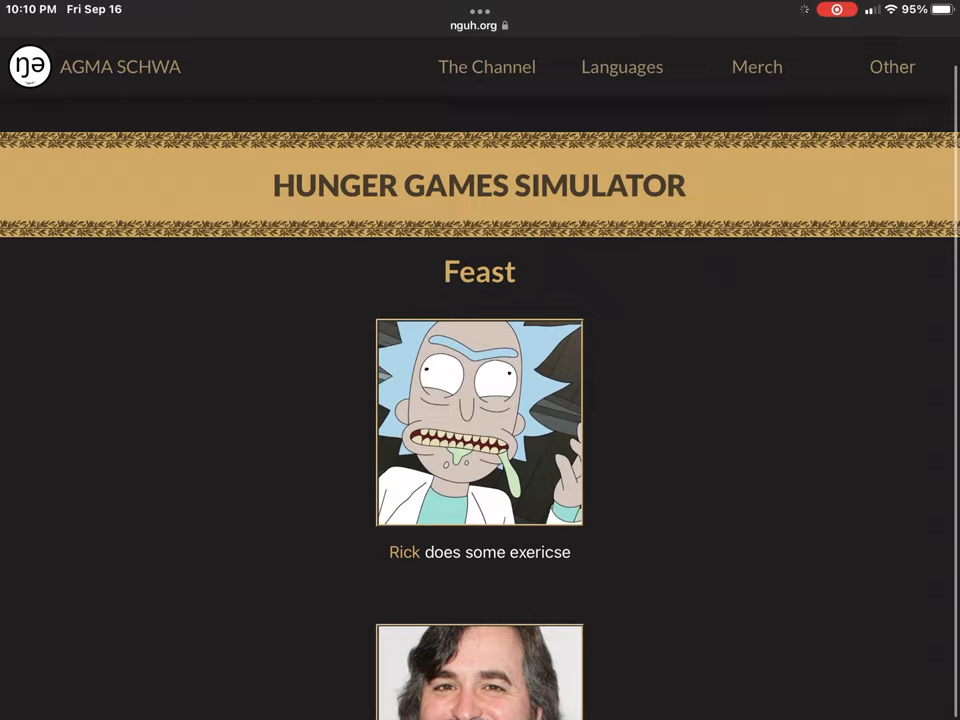 10:10 PM Fri Sep 16
95%
nguh.org
ŋə
AGMA SCHWA
The Channel
Languages
Merch
Other
HUNGER GAMES SIMULATOR
Feast
Rick does some exericse